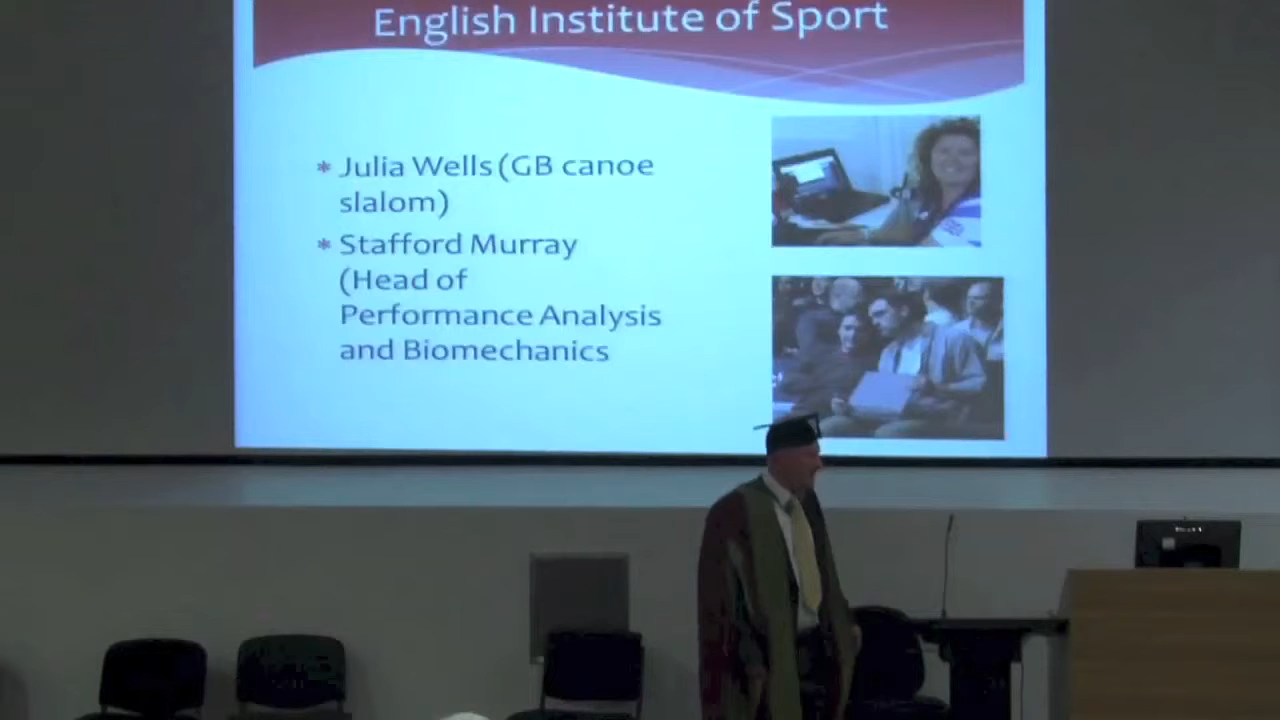 English Institute of Sport
* Julia Wells (GB canoe
slalom)
* Stafford Murray
(Head of
Performance Analysis
and Biomechanics